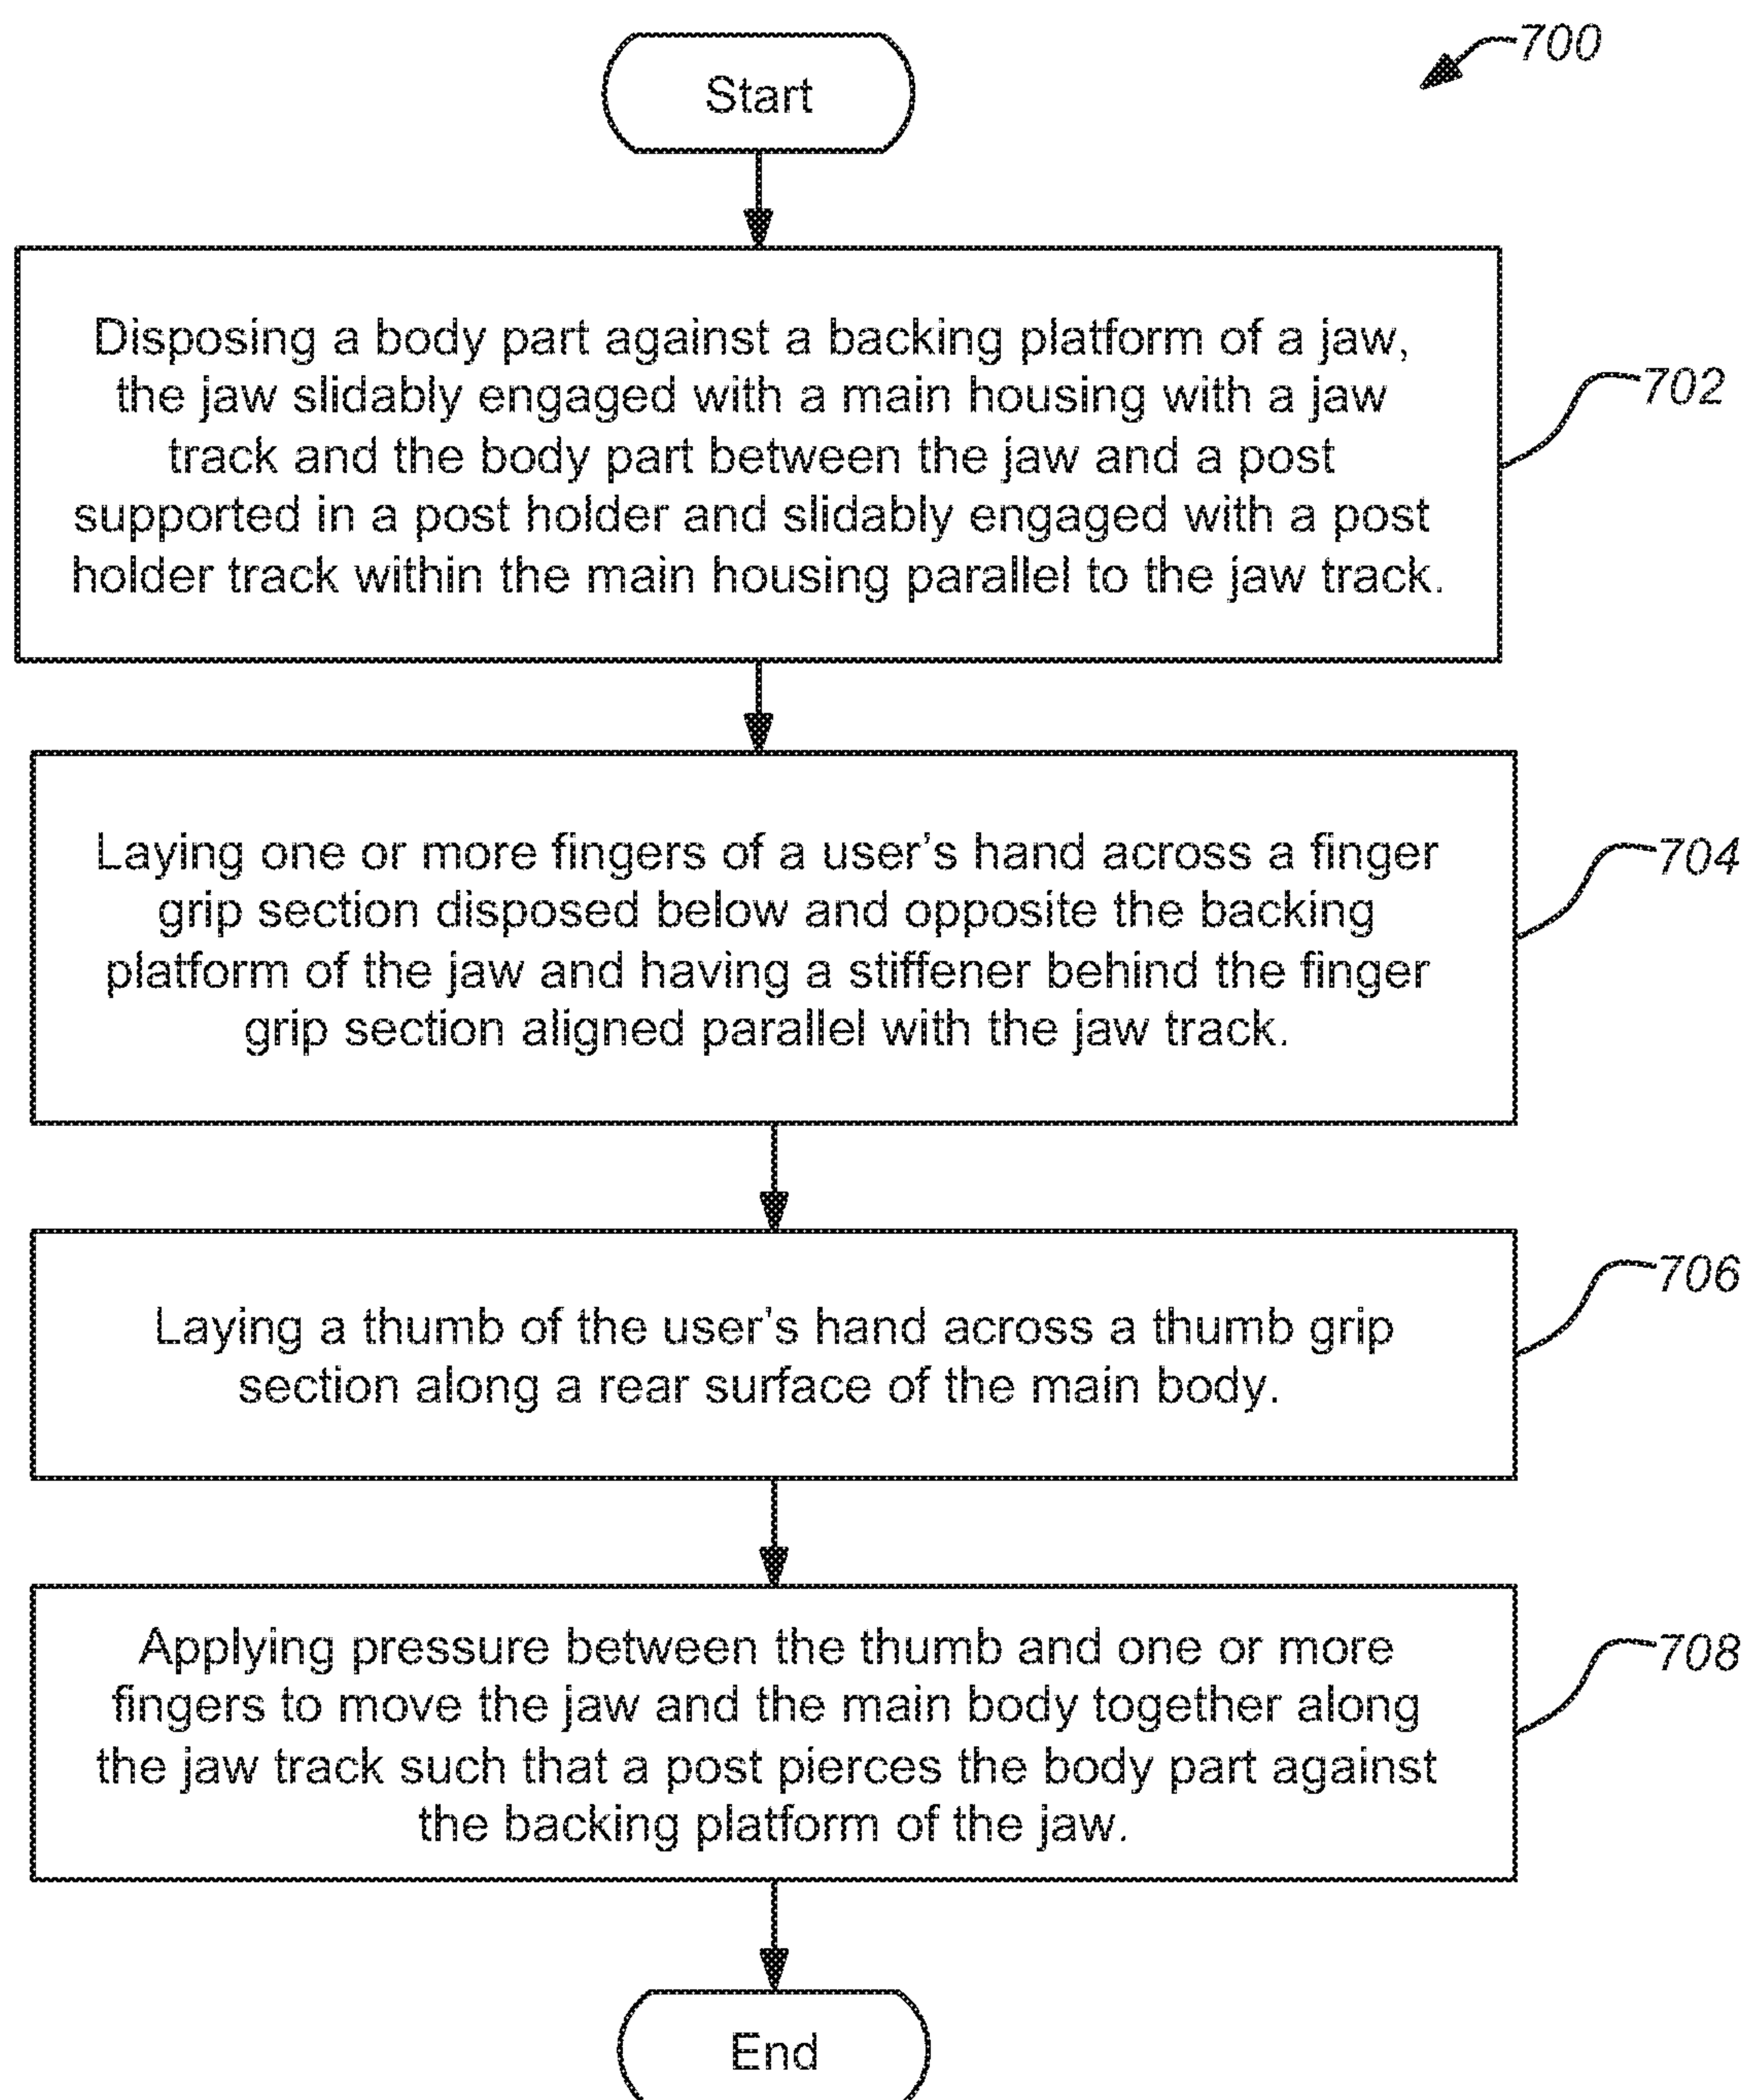 700
Start
Disposing a body part against a backing platform of a jaw,
the jaw slidably engaged with a main housing with a jaw
track and the body part between the jaw and a post
supported in a post holder and slidably engaged with a post
holder track within the main housing parallel to the jaw track.
702
Laying one or more fingers of a user's hand across a finger
grip section disposed below and opposite the backing
platform of the jaw and having a stiffener behind the finger
grip section aligned parallel with the jaw track.
704
Laying a thumb of the user's hand across a thumb grip
section along a rear surface of the main body.
706
Applying pressure between the thumb and one or more
fingers to move the jaw and the main body together along
the jaw track such that a post pierces the body part against
the backing platform of the jaw.
708
End